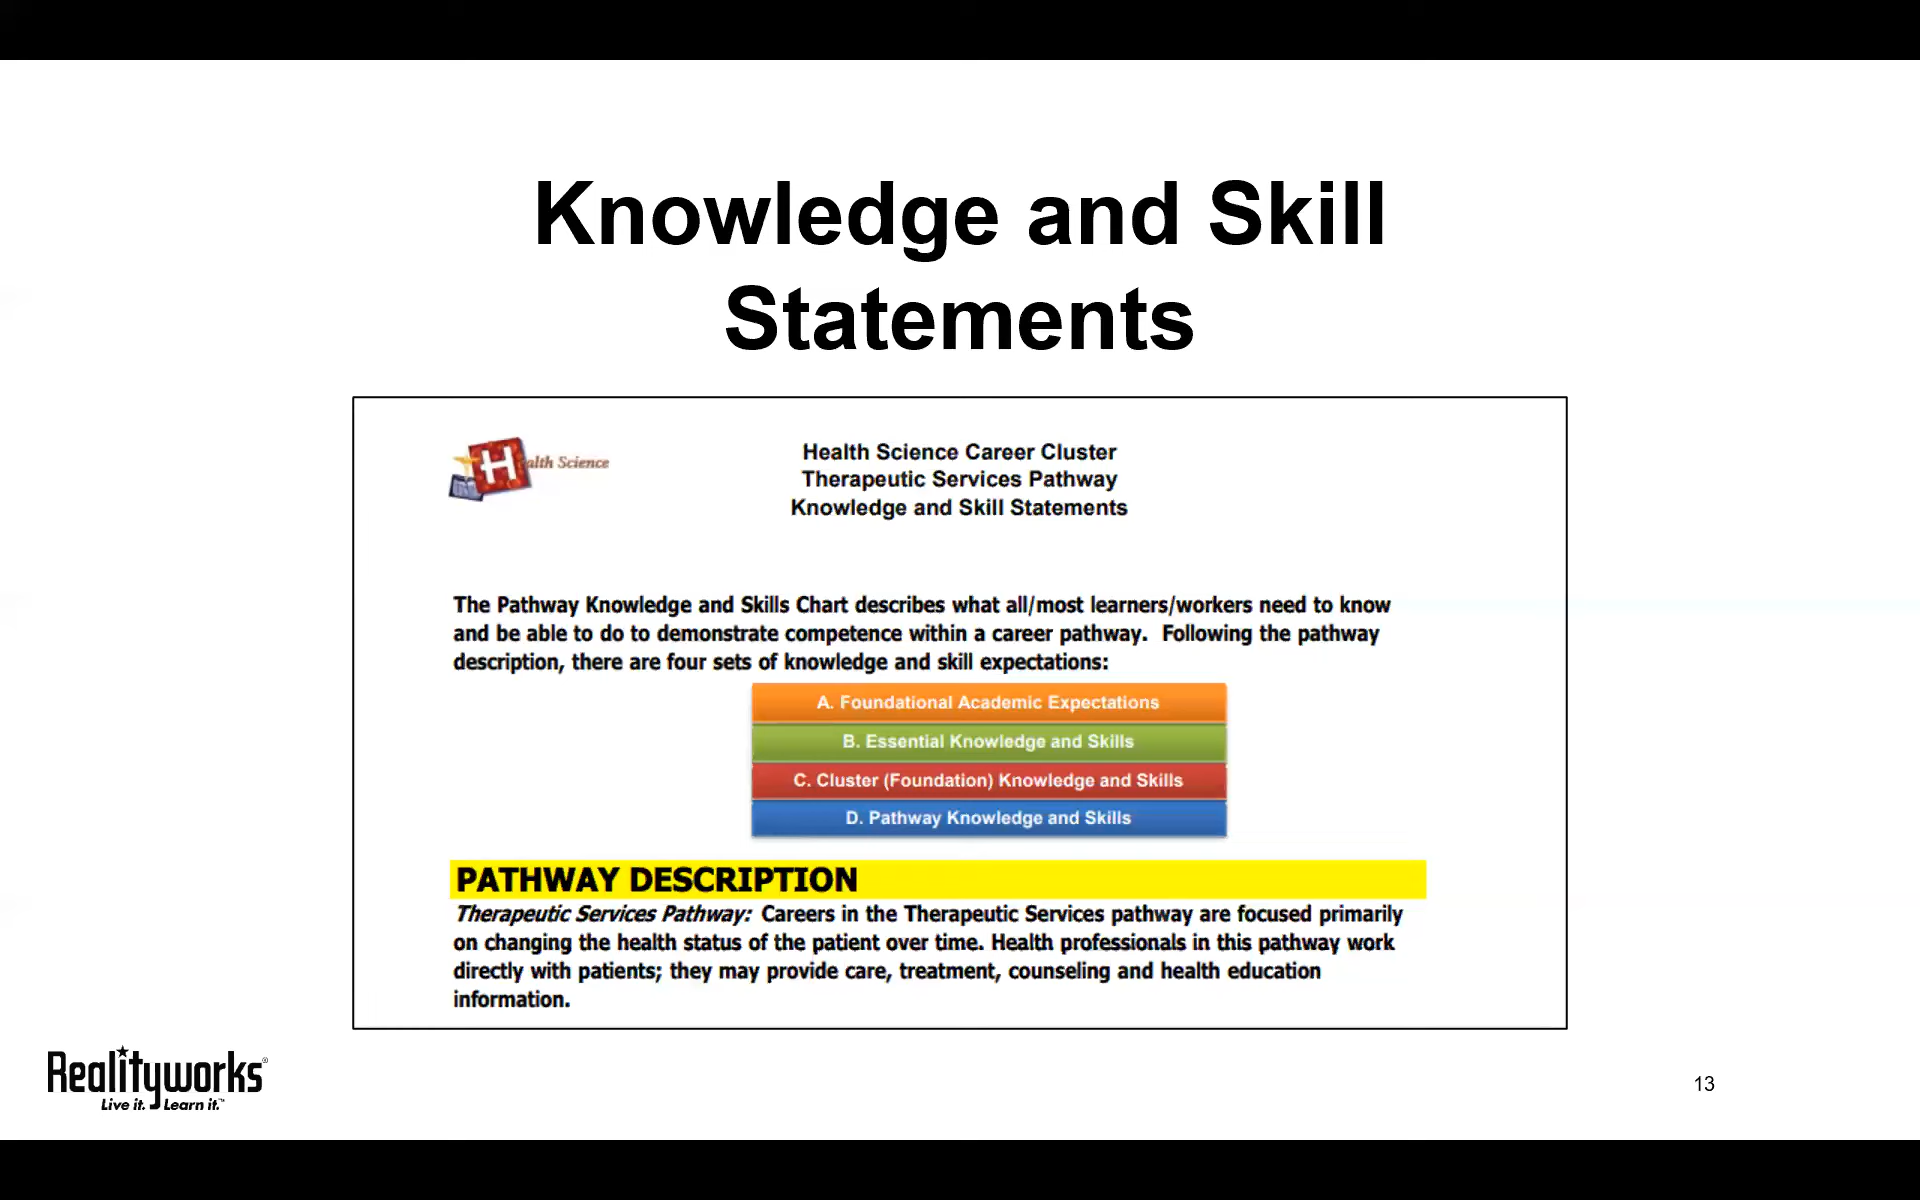 Knowledge and Skill
Statements
Health Science
Health Science Career Cluster
Therapeutic Services Pathway
Knowledge and Skill Statements
The Pathway Knowledge and Skills Chart describes what all/most learners/workers need to know
and be able to do to demonstrate competence within a career pathway. Following the pathway
description, there are four sets of knowledge and skill expectations:
A. Foundational Academic Expectations
B. Essential Knowledge and Skills
C. Cluster (Foundation) Knowledge and Skills
D. Pathway Knowledge and Skills
PATHWAY DESCRIPTION
Therapeutic Services Pathway: Careers in the Therapeutic Services pathway are focused primarily
on changing the health status of the patient over time. Health professionals in this pathway work
directly with patients; they may provide care, treatment, counseling and health education
information.
Realityworks®
Live it. Learn it.™
13